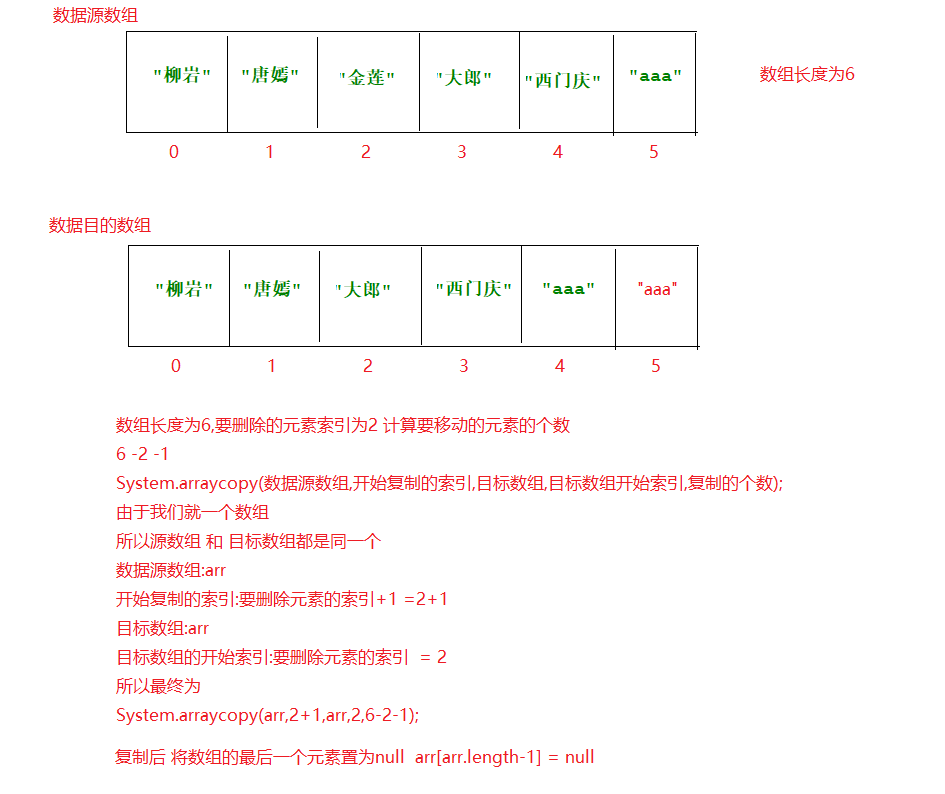 数据源数组
"柳岩" "唐嫣" "金莲" "大郎" "西门庆" "aaa" 数组长度为6
0 1 2 3 4 5
数据目的数组
"柳岩" "唐嫣" "大郎" "西门庆" "aaa" "aaa"
0 1 2 3 4 5
数组长度为6,要删除的元素索引为2 计算要移动的元素的个数
6 -2 -1
System.arraycopy(数据源数组,开始复制的索引,目标数组,目标数组开始索引,复制的个数);
由于我们就一个数组
所以源数组 和 目标数组都是同一个
数据源数组:arr
开始复制的索引:要删除元素的索引+1 =2+1
目标数组:arr
目标数组的开始索引:要删除元素的索引 = 2
所以最终为
System.arraycopy(arr,2+1,arr,2,6-2-1);
复制后 将数组的最后一个元素置为null arr[arr.length-1] = null